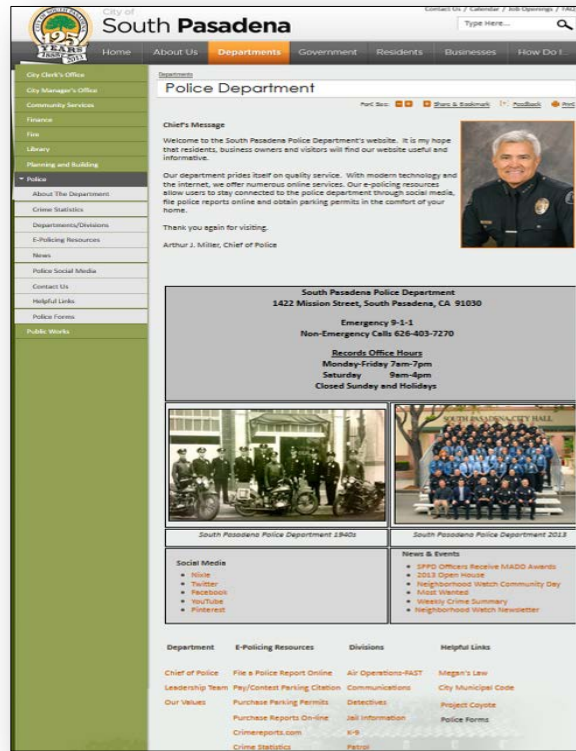 Contact Us / Calendar / Job Openings / FAQ
City of
South Pasadena
Type Here...
CITY OF SOUTH PASADENA
125
YEARS
1888 - 2013
Home
About Us
Departments
Government
Residents
Businesses
How Do I...
City Clerk's Office
City Manager's Office
Community Services
Finance
Fire
Library
Planning and Building
Police
About The Department
Crime Statistics
Departments/Divisions
E-Policing Resources
News
Police Social Media
Contact Us
Helpful Links
Police Forms
Public Works
Departments
Police Department
Font Size:
Share & Bookmark
Feedback
Print
Chief's Message
Welcome to the South Pasadena Police Department's website. It is my hope
that residents, business owners and visitors will find our website useful and
informative.
Our department prides itself on quality service. With modern technology and
the internet, we offer numerous online services. Our e-policing resources
allow users to stay connected to the police department through social media,
file police reports online and obtain parking permits in the comfort of your
home.
Thank you again for visiting.
Arthur J. Miller, Chief of Police
South Pasadena Police Department
1422 Mission Street, South Pasadena, CA 91030
Emergency 9-1-1
Non-Emergency Calls 626-403-7270
Records Office Hours
Monday-Friday 7am-7pm
Saturday 9am-4pm
Closed Sunday and Holidays
SOUTH PASADENA CITY HALL
South Pasadena Police Department 1940s
South Pasadena Police Department 2013
Social Media
Nixle
Twitter
Facebook
YouTube
Pinterest
News & Events
SPPD Officers Receive MADD Awards
2013 Open House
Neighborhood Watch Community Day
Most Wanted
Weekly Crime Summary
Neighborhood Watch Newsletter
Department
Chief of Police
Leadership Team
Our Values
E-Policing Resources
File a Police Report Online
Pay/Contest Parking Citation
Purchase Parking Permits
Purchase Reports On-line
Crimereports.com
Crime Statistics
Divisions
Air Operations-FAST
Communications
Detectives
Jail Information
K-9
Patrol
Helpful Links
Megan's Law
City Municipal Code
Project Coyote
Police Forms